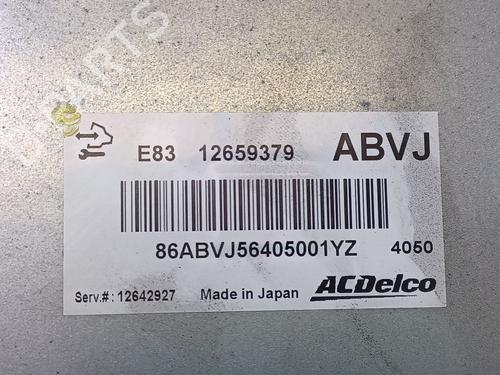 E83 12659379 ABVJ
86ABVJ56405001YZ 4050
Serv.#: 12642927 Made in Japan ACDelco